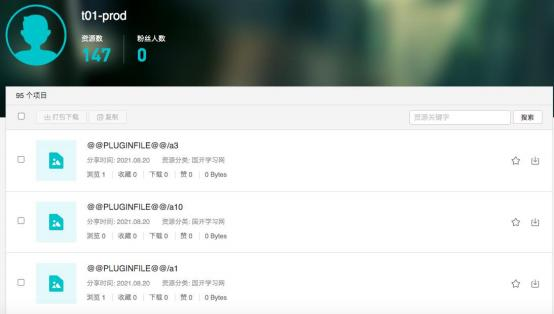 t01-prod
资源数 粉丝人数
147 0
95 个项目
打包下载 复制 资源关键字 搜索
@@PLUGINFILE@@/a3
分享时间: 2021.08.20 资源分类: 国开学习网
浏览 1 收藏 0 下载 0 赞 0 0 Bytes
@@PLUGINFILE@@/a10
分享时间: 2021.08.20 资源分类: 国开学习网
浏览 1 收藏 0 下载 0 赞 0 0 Bytes
@@PLUGINFILE@@/a1
分享时间: 2021.08.20 资源分类: 国开学习网
浏览 1 收藏 0 下载 0 赞 0 0 Bytes